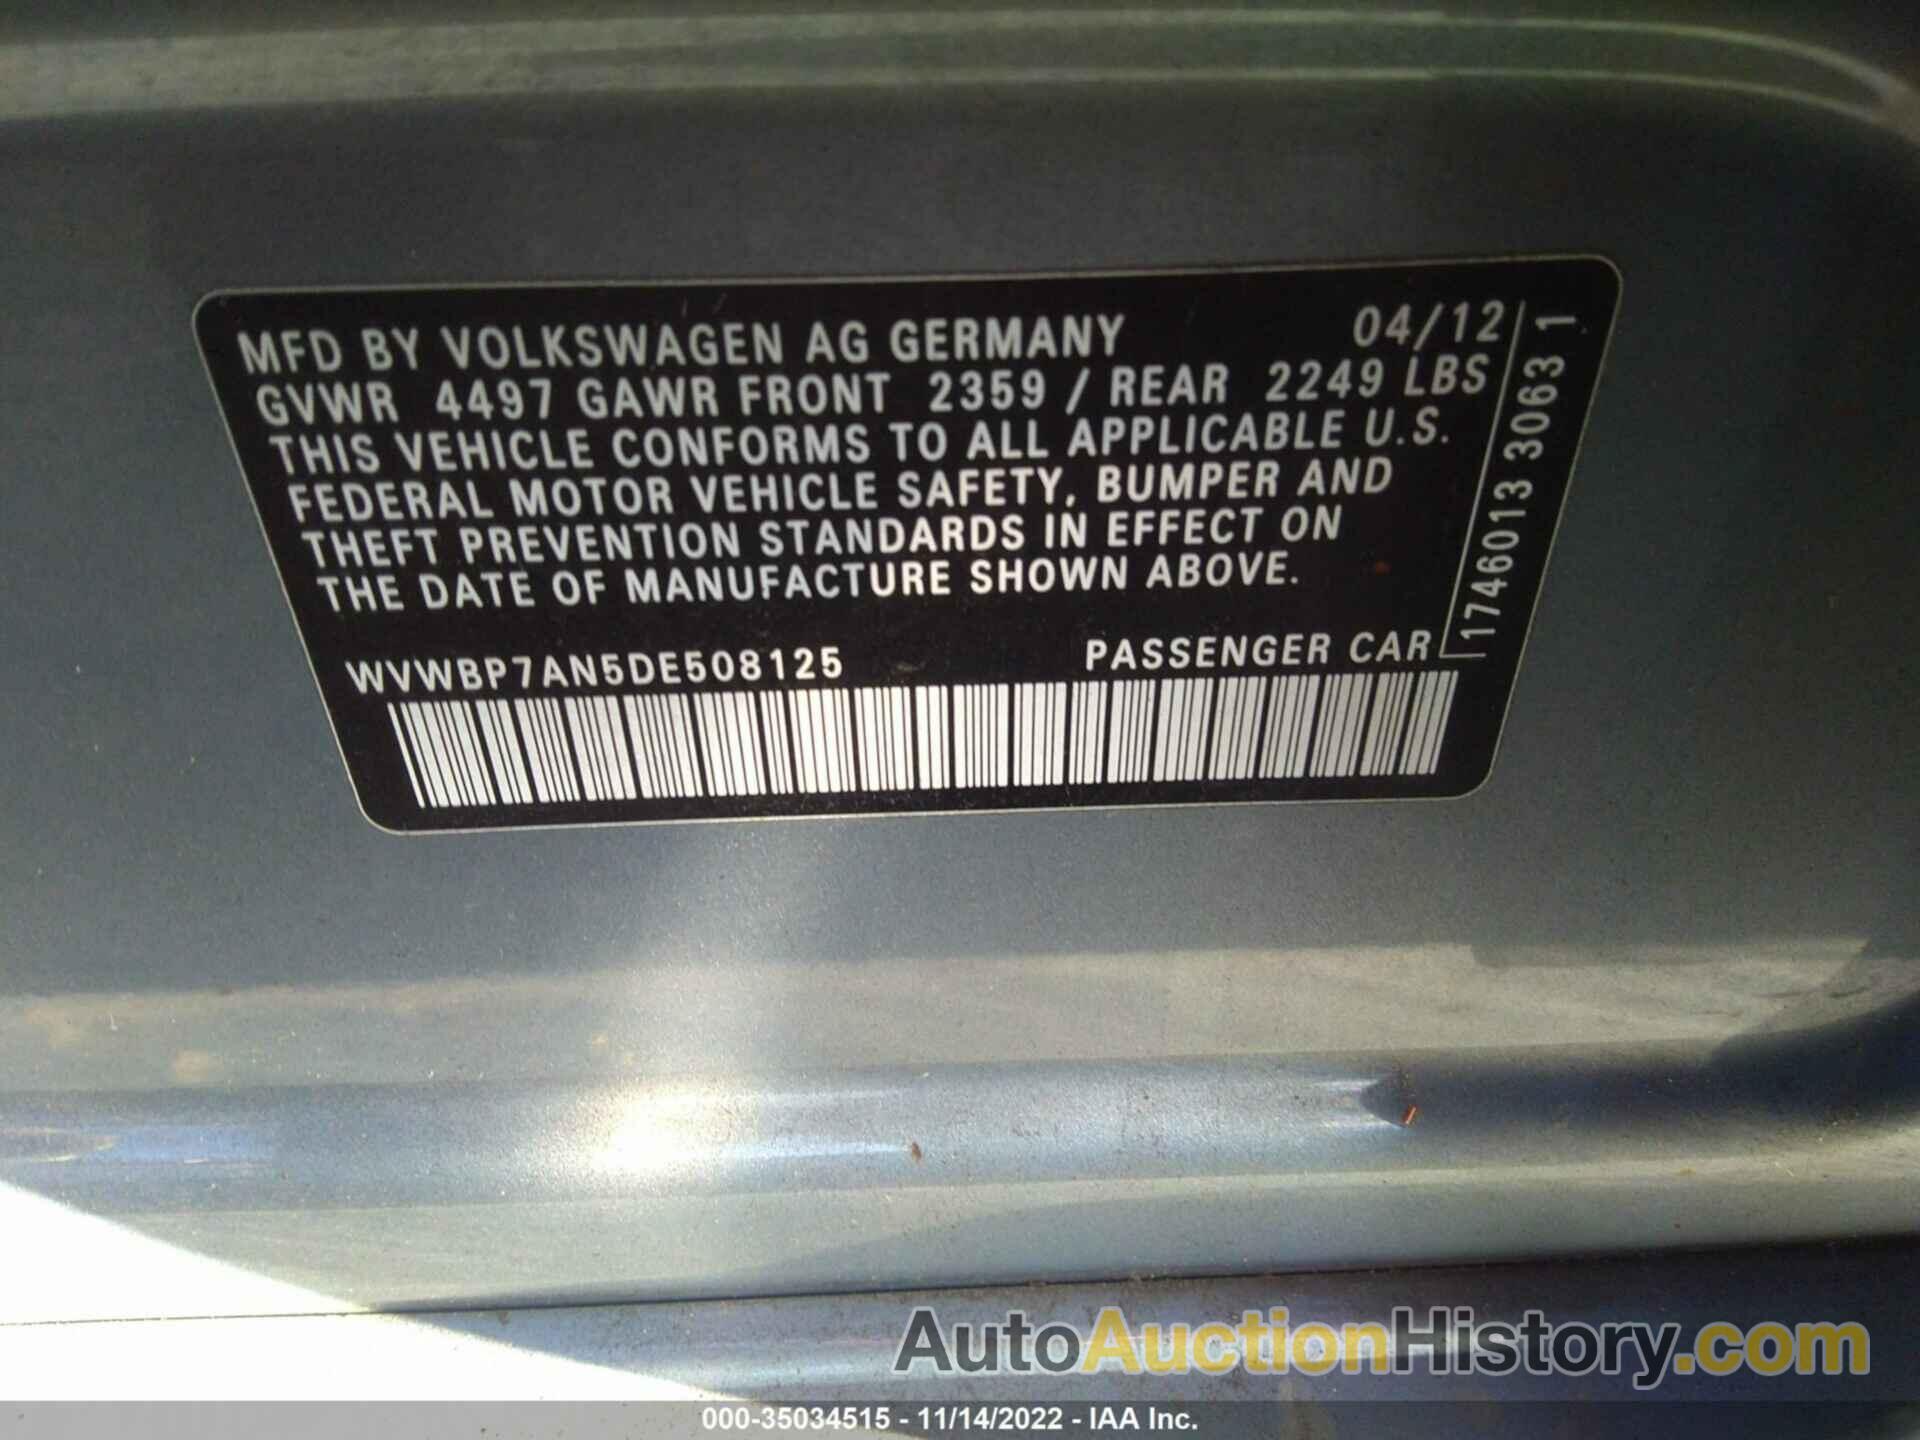 MFD BY VOLKSWAGEN AG GERMANY 04/12
GVWR 4497 GAWR FRONT 2359 / REAR 2249 LBS
THIS VEHICLE CONFORMS TO ALL APPLICABLE U.S.
FEDERAL MOTOR VEHICLE SAFETY, BUMPER AND
THEFT PREVENTION STANDARDS IN EFFECT ON
THE DATE OF MANUFACTURE SHOWN ABOVE.
WVWBP7AN5DE508125 PASSENGER CAR
1746013 3063 1
AutoAuctionHistory.com
000-35034515 - 11/14/2022 - IAA Inc.